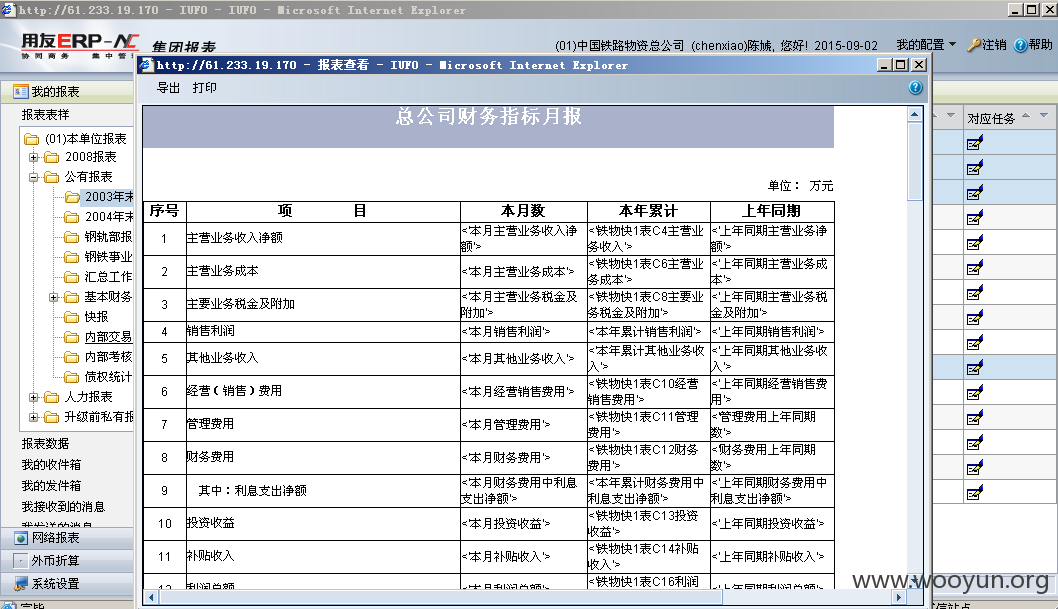 http://61.233.19.170 - IUFO - IUFO - Microsoft Internet Explorer
用友ERP-NC 集团报表
协同商务 集中管
(01)中国铁路物资总公司 (chenxiao)陈
您好! 2015-09-02 我的配置 注销 帮助
http://61.233.19.170 - 报表查看 - IUFO - Microsoft Internet Explorer
导出 打印
我的报表
报表表样
(01)本单位报表
2008报表
公有报表
2003年末
2004年末
钢轨部报
钢铁事业
汇总工作
基本财务
快报
内部交易
内部考核
债权统计
人力报表
升级前私有报
报表数据
我的收件箱
我的发件箱
我接收到的消息
我发送的消息
网络报表
外币折算
系统设置
完毕
对应任务
总公司财务指标月报
单位: 万元
序号 项 目 本月数 本年累计 上年同期
1 主营业务收入净额 <'本月主营业务收入净额'> <'铁物快1表C4主营业务收入'> <'上年同期主营业务净额'>
2 主营业务成本 <'本月主营业务成本'> <'铁物快1表C6主营业务成本'> <'上年同期主营业务成本'>
3 主要业务税金及附加 <'本月主营业务税金及附加'> <'铁物快1表C8主要业务税金及附加'> <'上年同期主营业务税金及附加'>
4 销售利润 <'本月销售利润'> <'本年累计销售利润'> <'上年同期销售利润'>
5 其他业务收入 <'本月其他业务收入'> <'本年累计其他业务收入'> <'上年同期其他业务收入'>
6 经营(销售)费用 <'本月经营销售费用'> <'铁物快1表C10经营销售费用'> <'上年同期经营销售费用'>
7 管理费用 <'本月管理费用'> <'铁物快1表C11管理费用'> <'管理费用上年同期数'>
8 财务费用 <'本月财务费用'> <'铁物快1表C12财务费用'> <'财务费用上年同期数'>
9 其中:利息支出净额 <'本月财务费用中利息支出净额'> <'本年累计财务费用中利息支出净额'> <'上年同期财务费用中利息支出净额'>
10 投资收益 <'本月投资收益'> <'铁物快1表C13投资收益'> <'上年同期投资收益'>
11 补贴收入 <'本月补贴收入'> <'铁物快1表C14补贴收入'> <'上年同期补贴收入'>
12 利润总额 <'本月利润总额'> <'铁物快1表C16利润 <'上年同期利润总额'>
www.wooyun.org